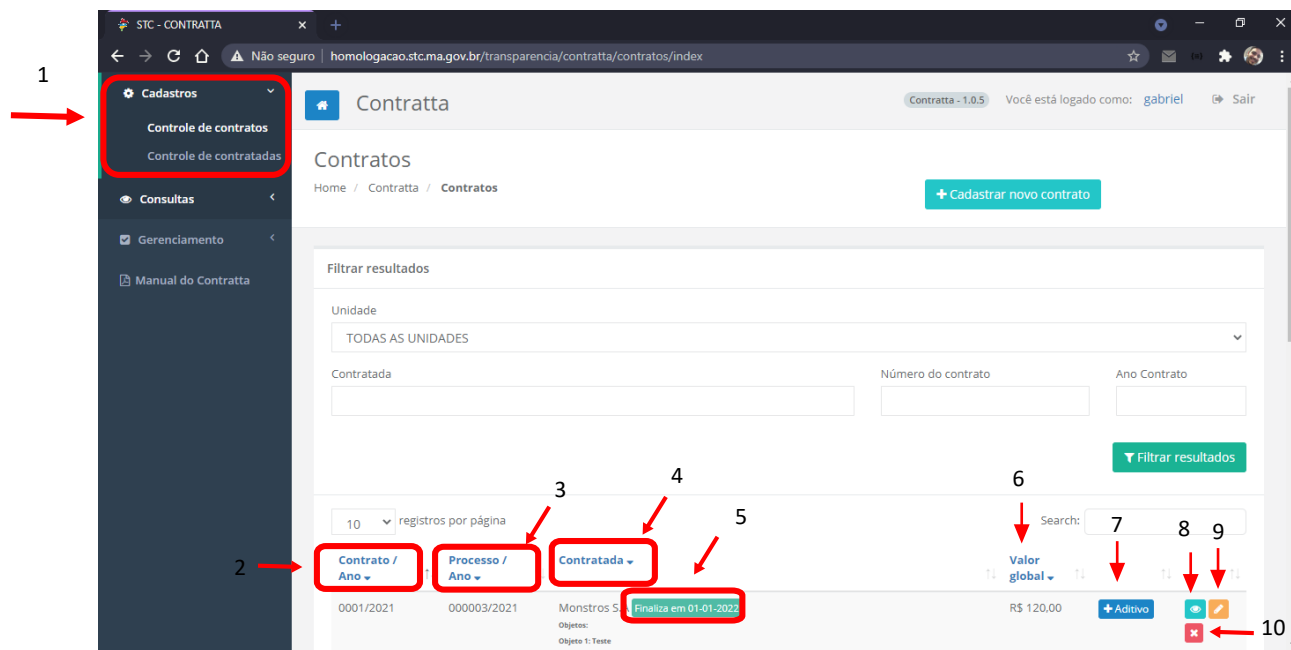 STC - CONTRATTA
Não seguro | homologacao.stc.ma.gov.br/transparencia/contratta/contratos/index
1
Cadastros
Controle de contratos
Controle de contratadas
Consultas
Gerenciamento
Manual do Contratta
Contratta
Contratta - 1.0.5 Você está logado como: gabriel Sair
Contratos
Home / Contratta / Contratos
+ Cadastrar novo contrato
Filtrar resultados
Unidade
TODAS AS UNIDADES
Contratada Número do contrato Ano Contrato
Filtrar resultados
3 4 5 6
10 registros por página Search:
7 8 9
2
Contrato / Ano Processo / Ano Contratada Valor global
0001/2021 000003/2021 Monstros S.A Finaliza em 01-01-2022 R$ 120,00 + Aditivo
Objetos:
Objeto 1: Teste
10